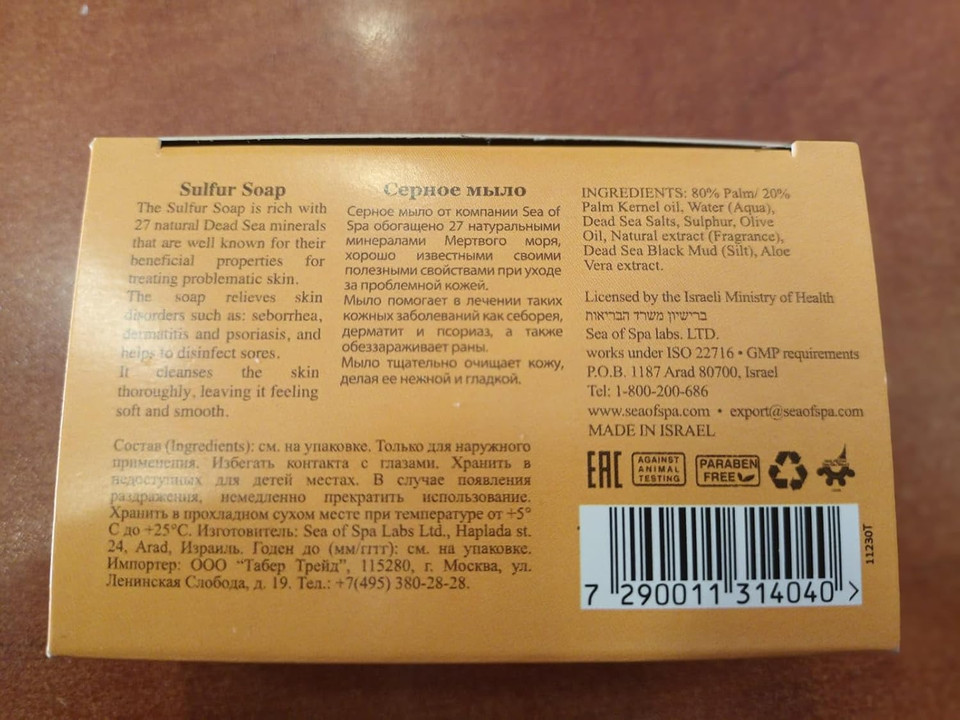 Sulfur Soap
The Sulfur Soap is rich with
27 natural Dead Sea minerals
that are well known for their
beneficial properties for
treating problematic skin.
The soap relieves skin
disorders such as: seborrhea,
dermatitis and psoriasis, and
helps to disinfect sores.
It cleanses the skin
thoroughly, leaving it feeling
soft and smooth.
Серное мыло
Серное мыло от компании Sea of
Spa обогащено 27 натуральными
минералами Мертвого моря,
хорошо известными своими
полезными свойствами при уходе
за проблемной кожей.
Мыло помогает в лечении таких
кожных заболеваний как себорея,
дерматит и псориаз, а также
обеззараживает раны.
Мыло тщательно очищает кожу,
делая ее нежной и гладкой.
INGREDIENTS: 80% Palm/ 20%
Palm Kernel oil, Water (Aqua),
Dead Sea Salts, Sulphur, Olive
Oil, Natural extract (Fragrance),
Dead Sea Black Mud (Silt), Aloe
Vera extract.
Licensed by the Israeli Ministry of Health
ברישיון משרד הבריאות
Sea of Spa labs. LTD.
works under ISO 22716 • GMP requirements
P.O.B. 1187 Arad 80700, Israel
Tel: 1-800-200-686
www.seaofspa.com • export@seaofspa.com
MADE IN ISRAEL
Состав (Ingredients): см. на упаковке. Только для наружного
применения. Избегать контакта с глазами. Хранить в
недоступных для детей местах. В случае появления
раздражения, немедленно прекратить использование.
Хранить в прохладном сухом месте при температуре от +5°
С до +25°С. Изготовитель: Sea of Spa Labs Ltd., Haplada st.
24, Arad, Израиль. Годен до (мм/гггг): см. на упаковке.
Импортер: ООО “Табер Трейд”, 115280, г. Москва, ул.
Ленинская Слобода, д. 19. Тел.: +7(495) 380-28-28.
EAC
AGAINST
ANIMAL
TESTING
PARABEN
FREE
11230T
7 290011 314040 >